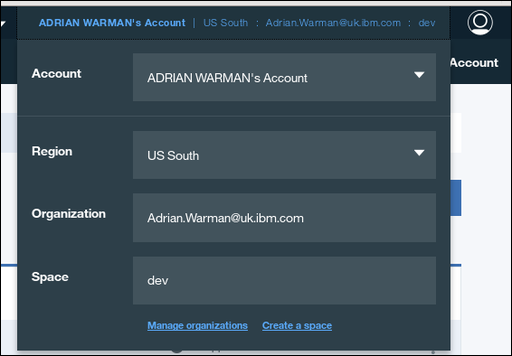 ADRIAN WARMAN's Account | US South : Adrian.Warman@uk.ibm.com : dev
Account
Account ADRIAN WARMAN's Account
Region US South
Organization Adrian.Warman@uk.ibm.com
Space dev
Manage organizations Create a space